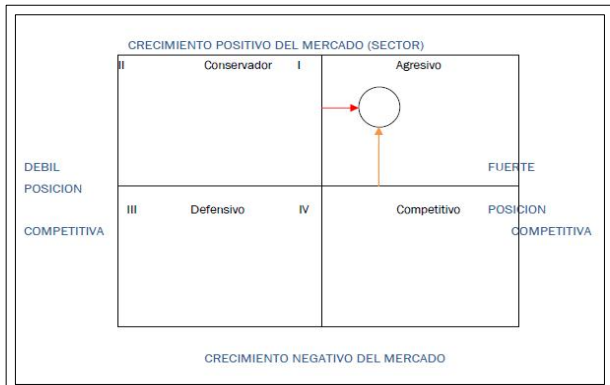 CRECIMIENTO POSITIVO DEL MERCADO (SECTOR)
II Conservador I Agresivo
DEBIL FUERTE
POSICION
III Defensivo IV Competitivo POSICION
COMPETITIVA COMPETITIVA
CRECIMIENTO NEGATIVO DEL MERCADO